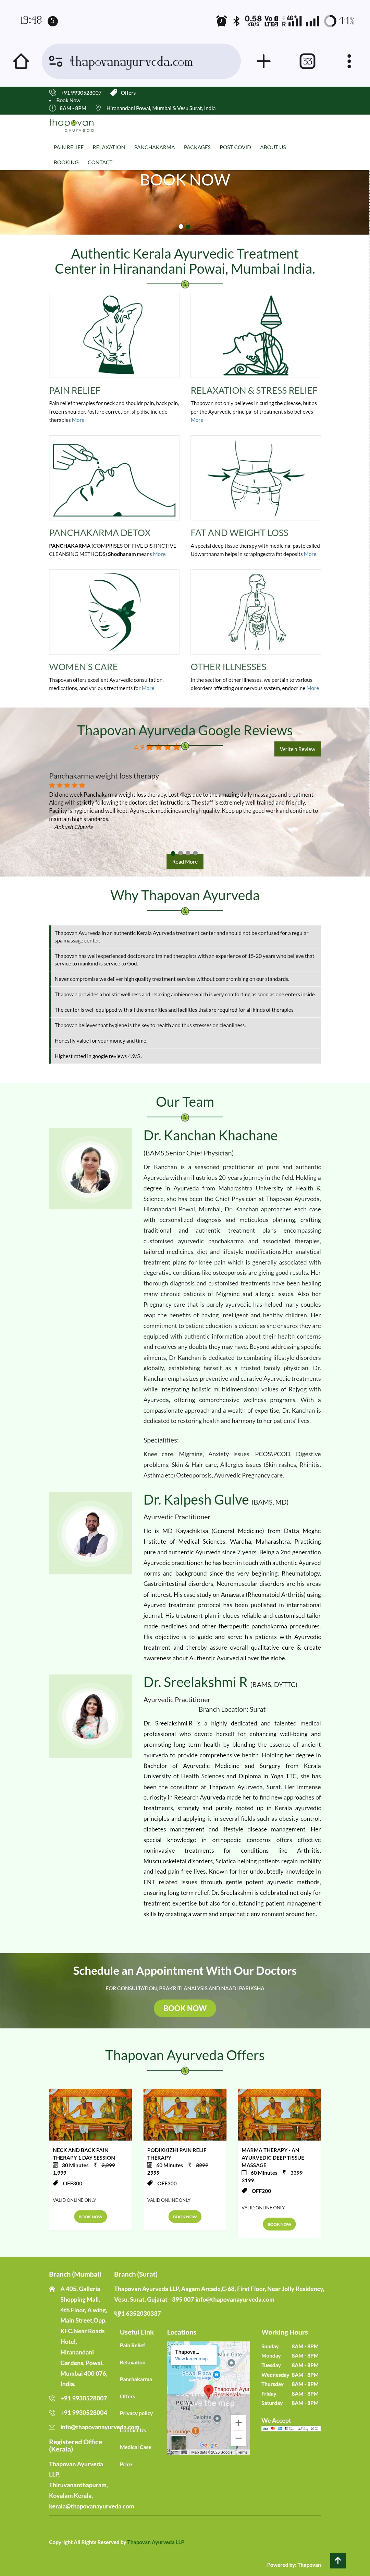 19:48 S 0.58 KB/S Vo LTE 40+ 44%
thapovanayurveda.com
33
+91 9930528007 Offers
Book Now
8AM - 8PM Hiranandani Powai, Mumbai & Vesu Surat, India
thapovan
ayurveda
PAIN RELIEF RELAXATION PANCHAKARMA PACKAGES POST COVID ABOUT US
BOOKING CONTACT
BOOK NOW
Authentic Kerala Ayurvedic Treatment
Center in Hiranandani Powai, Mumbai India.
PAIN RELIEF
Pain relief therapies for neck and shouldr pain, back pain,
frozen shoulder,Posture correction, slip disc Include
therapies More
RELAXATION & STRESS RELIEF
Thapovan not only believes in curing the disease, but as
per the Ayurvedic principal of treatment also believes
More
PANCHAKARMA DETOX
PANCHAKARMA (COMPRISES OF FIVE DISTINCTIVE
CLEANSING METHODS) Shodhanam means More
FAT AND WEIGHT LOSS
A special deep tissue therapy with medicinal paste called
Udvarthanam helps in scrapingextra fat deposits More
WOMEN'S CARE
Thapovan offers excellent Ayurvedic consultation,
medications, and various treatments for More
OTHER ILLNESSES
In the section of other illnesses, we pertain to various
disorders affecting our nervous system, endocrine More
Thapovan Ayurveda Google Reviews
4.9
Write a Review
Panchakarma weight loss therapy
Did one week Panchakarma weight loss therapy. Lost 4kgs due to the amazing daily massages and treatment.
Along with strictly following the doctors diet instructions. The staff is extremely well trained and friendly.
Facility is hygienic and well kept. Ayurvedic medicines are high quality. Keep up the good work and continue to
maintain high standards.
-- Ankush Chawla
Read More
Why Thapovan Ayurveda
Thapovan Ayurveda in an authentic Kerala Ayurveda treatment center and should not be confused for a regular
spa massage center.
Thapovan has well experienced doctors and trained therapists with an experience of 15-20 years who believe that
service to mankind is service to God.
Never compromise we deliver high quality treatment services without compromising on our standards.
Thapovan provides a holistic wellness and relaxing ambience which is very comforting as soon as one enters inside.
The center is well equipped with all the amenities and facilities that are required for all kinds of therapies.
Thapovan believes that hygiene is the key to health and thus stresses on cleanliness.
Honestly value for your money and time.
Highest rated in google reviews 4.9/5 .
Our Team
Dr. Kanchan Khachane
(BAMS,Senior Chief Physician)
Dr Kanchan is a seasoned practitioner of pure and authentic
Ayurveda with an illustrious 20-years journey in the field. Holding a
degree in Ayurveda from Maharashtra University of Health &
Science, she has been the Chief Physician at Thapovan Ayurveda,
Hiranandani Powai, Mumbai, Dr. Kanchan approaches each case
with personalized diagnosis and meticulous planning, crafting
traditional and authentic treatment plans encompassing
customised ayurvedic panchakarma and associated therapies,
tailored medicines, diet and lifestyle modifications.Her analytical
treatment plans for knee pain which is generally associated with
degenerative conditions like osteoporosis are giving good results. Her
thorough diagnosis and customised treatments have been healing
many chronic patients of Migraine and allergic issues. Also her
Pregnancy care that is purely ayurvedic has helped many couples
reap the benefits of having intelligent and healthy children. Her
commitment to patient education is evident as she ensures they are
equipped with authentic information about their health concerns
and resolves any doubts they may have. Beyond addressing specific
ailments, Dr Kanchan is dedicated to combating lifestyle disorders
globally, establishing herself as a trusted family physician. Dr.
Kanchan emphasizes preventive and curative Ayurvedic treatments
while integrating holistic multidimensional values of Rajyog with
Ayurveda, offering comprehensive wellness programs. With a
compassionate approach and a wealth of expertise, Dr. Kanchan is
dedicated to restoring health and harmony to her patients' lives.
Specialities:
Knee care, Migraine, Anxiety issues, PCOS\PCOD, Digestive
problems, Skin & Hair care, Allergies issues (Skin rashes, Rhinitis,
Asthma etc) Osteoporosis, Ayurvedic Pregnancy care.
Dr. Kalpesh Gulve (BAMS, MD)
Ayurvedic Practitioner
He is MD Kayachikitsa (General Medicine) from Datta Meghe
Institute of Medical Sciences, Wardha, Maharashtra. Practicing
pure and authentic Ayurveda since 7 years. Being a 2nd generation
Ayurvedic practitioner, he has been in touch with authentic Ayurved
norms and background since the very beginning. Rheumatology,
Gastrointestinal disorders, Neuromuscular disorders are his areas
of interest. His case study on Amavata (Rheumatoid Arthritis) using
Ayurved treatment protocol has been published in international
journal. His treatment plan includes reliable and customised tailor
made medicines and other therapeutic panchakarma procedures.
His objective is to guide and serve his patients with Ayurvedic
treatment and thereby assure overall qualitative cure & create
awareness about Authentic Ayurved all over the globe.
Dr. Sreelakshmi R (BAMS, DYTTC)
Ayurvedic Practitioner
Branch Location: Surat
Dr. Sreelakshmi.R is a highly dedicated and talented medical
professional who devote herself for enhancing well-being and
promoting long term health by blending the essence of ancient
ayurveda to provide comprehensive health. Holding her degree in
Bachelor of Ayurvedic Medicine and Surgery from Kerala
University of Health Sciences and Diploma in Yoga TTC, she has
been the consultant at Thapovan Ayurveda, Surat. Her immense
curiosity in Research Ayurveda made her to find new approaches of
treatments, strongly and purely rooted up in Kerala ayurvedic
principles and applying it in several fields such as obesity control,
diabetes management and lifestyle disease management. Her
special knowledge in orthopedic concerns offers effective
noninvasive treatments for conditions like Arthritis,
Musculoskeletal disorders, Sciatica helping patients regain mobility
and lead pain free lives. Known for her undoubtedly knowledge in
ENT related issues through gentle potent ayurvedic methods,
ensuring long term relief. Dr. Sreelakshmi is celebrated not only for
treatment expertise but also for outstanding patient management
skills by creating a warm and empathetic environment around her..
Schedule an Appointment With Our Doctors
FOR CONSULTATION, PRAKRITI ANALYSIS AND NAADI PARIKSHA
BOOK NOW
Thapovan Ayurveda Offers
NECK AND BACK PAIN
THERAPY 1 DAY SESSION
30 Minutes ₹ 2,299
1,999
OFF300
VALID ONLINE ONLY
BOOK NOW
PODIKKIZHI PAIN RELIF
THERAPY
60 Minutes ₹ 3299
2999
OFF300
VALID ONLINE ONLY
BOOK NOW
MARMA THERAPY - AN
AYURVEDIC DEEP TISSUE
MASSAGE
60 Minutes ₹ 3399
3199
OFF200
VALID ONLINE ONLY
BOOK NOW
Branch (Mumbai)
A 405, Galleria
Shopping Mall,
4th Floor, A wing,
Main Street,Opp.
KFC.Near Roads
Hotel,
Hiranandani
Gardens, Powai,
Mumbai 400 076,
India.
+91 9930528007
+91 9930528004
info@thapovanayurveda.com
Registered Office
(Kerala)
Thapovan Ayurveda
LLP,
Thiruvananthapuram,
Kovalam Kerala,
kerala@thapovanayurveda.com
Branch (Surat)
Thapovan Ayurveda LLP, Aagam Arcade,C-68, First Floor, Near Jolly Residency,
Vesu, Surat, Gujarat - 395 007 info@thapovanayurveda.com
+91 6352030337
Useful Link
Pain Relief
Relaxation
Panchakarma
Offers
Privacy policy
Contact Us
Medical Case
Price
Locations
Thapova...
View larger map
Main Gate
Thapovan Ayurv
Best Kerala
Deloitte
Lounge
Google
Map data ©2025 Google Terms
Working Hours
Sunday 8AM - 8PM
Monday 8AM - 8PM
Tuesday 8AM - 8PM
Wednesday 8AM - 8PM
Thursday 8AM - 8PM
Friday 8AM - 8PM
Saturday 8AM - 8PM
We Accept
Copyright All Rights Reserved by Thapovan Ayurveda LLP
Powered by: Thapovan